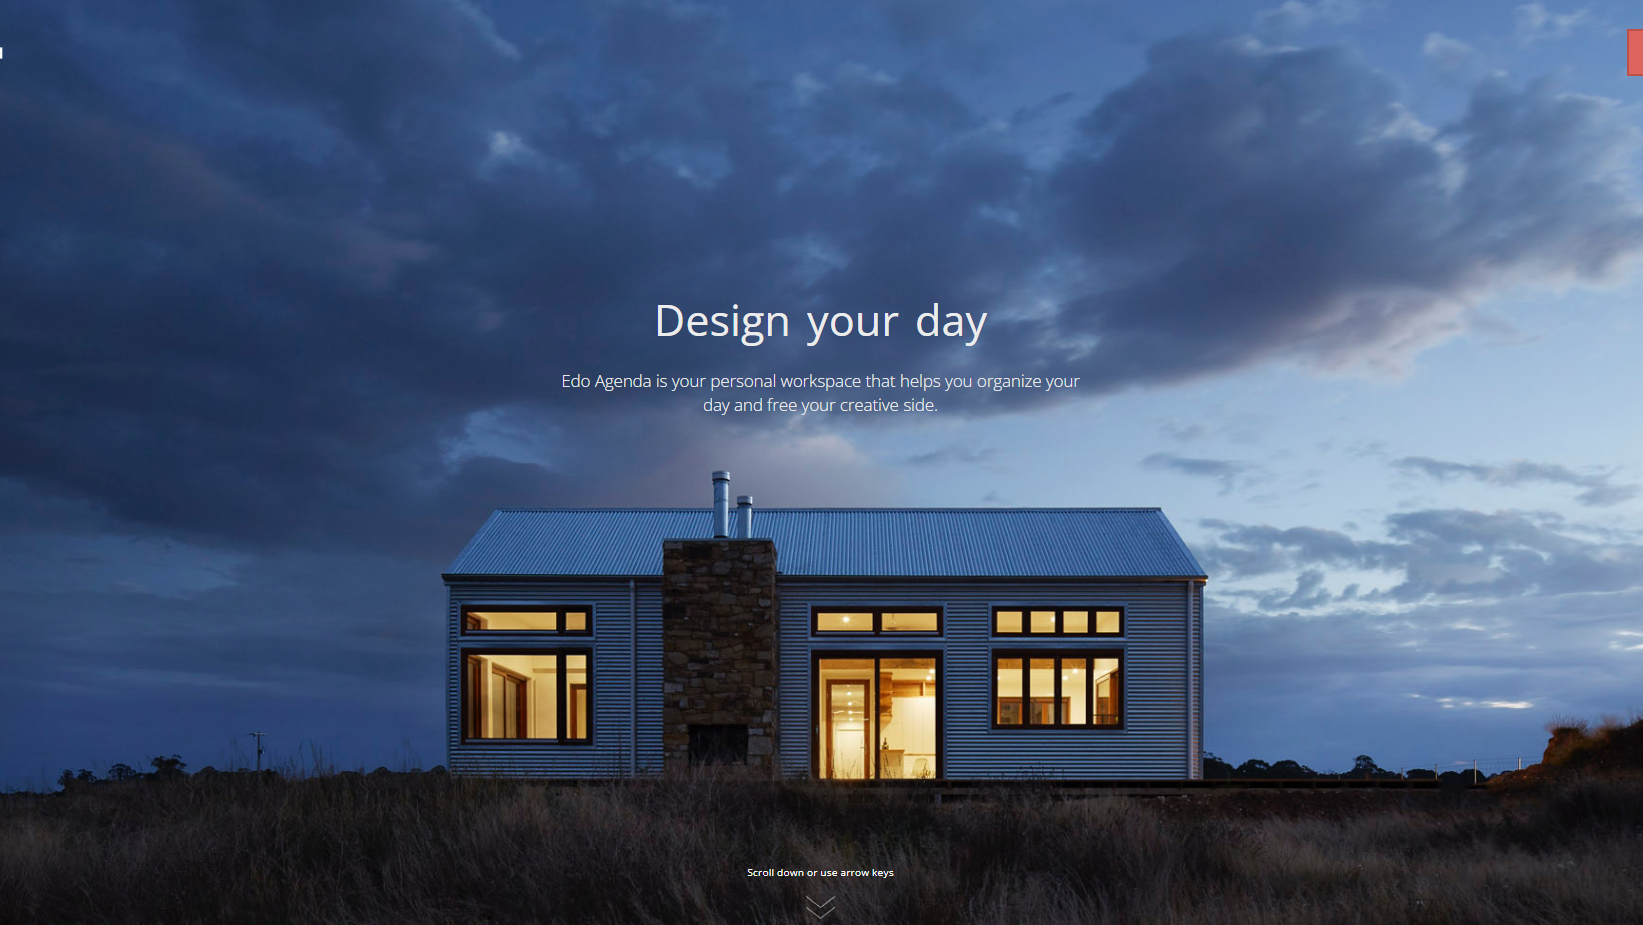 Design your day
Edo Agenda is your personal workspace that helps you organize your
day and free your creative side.
Scroll down or use arrow keys